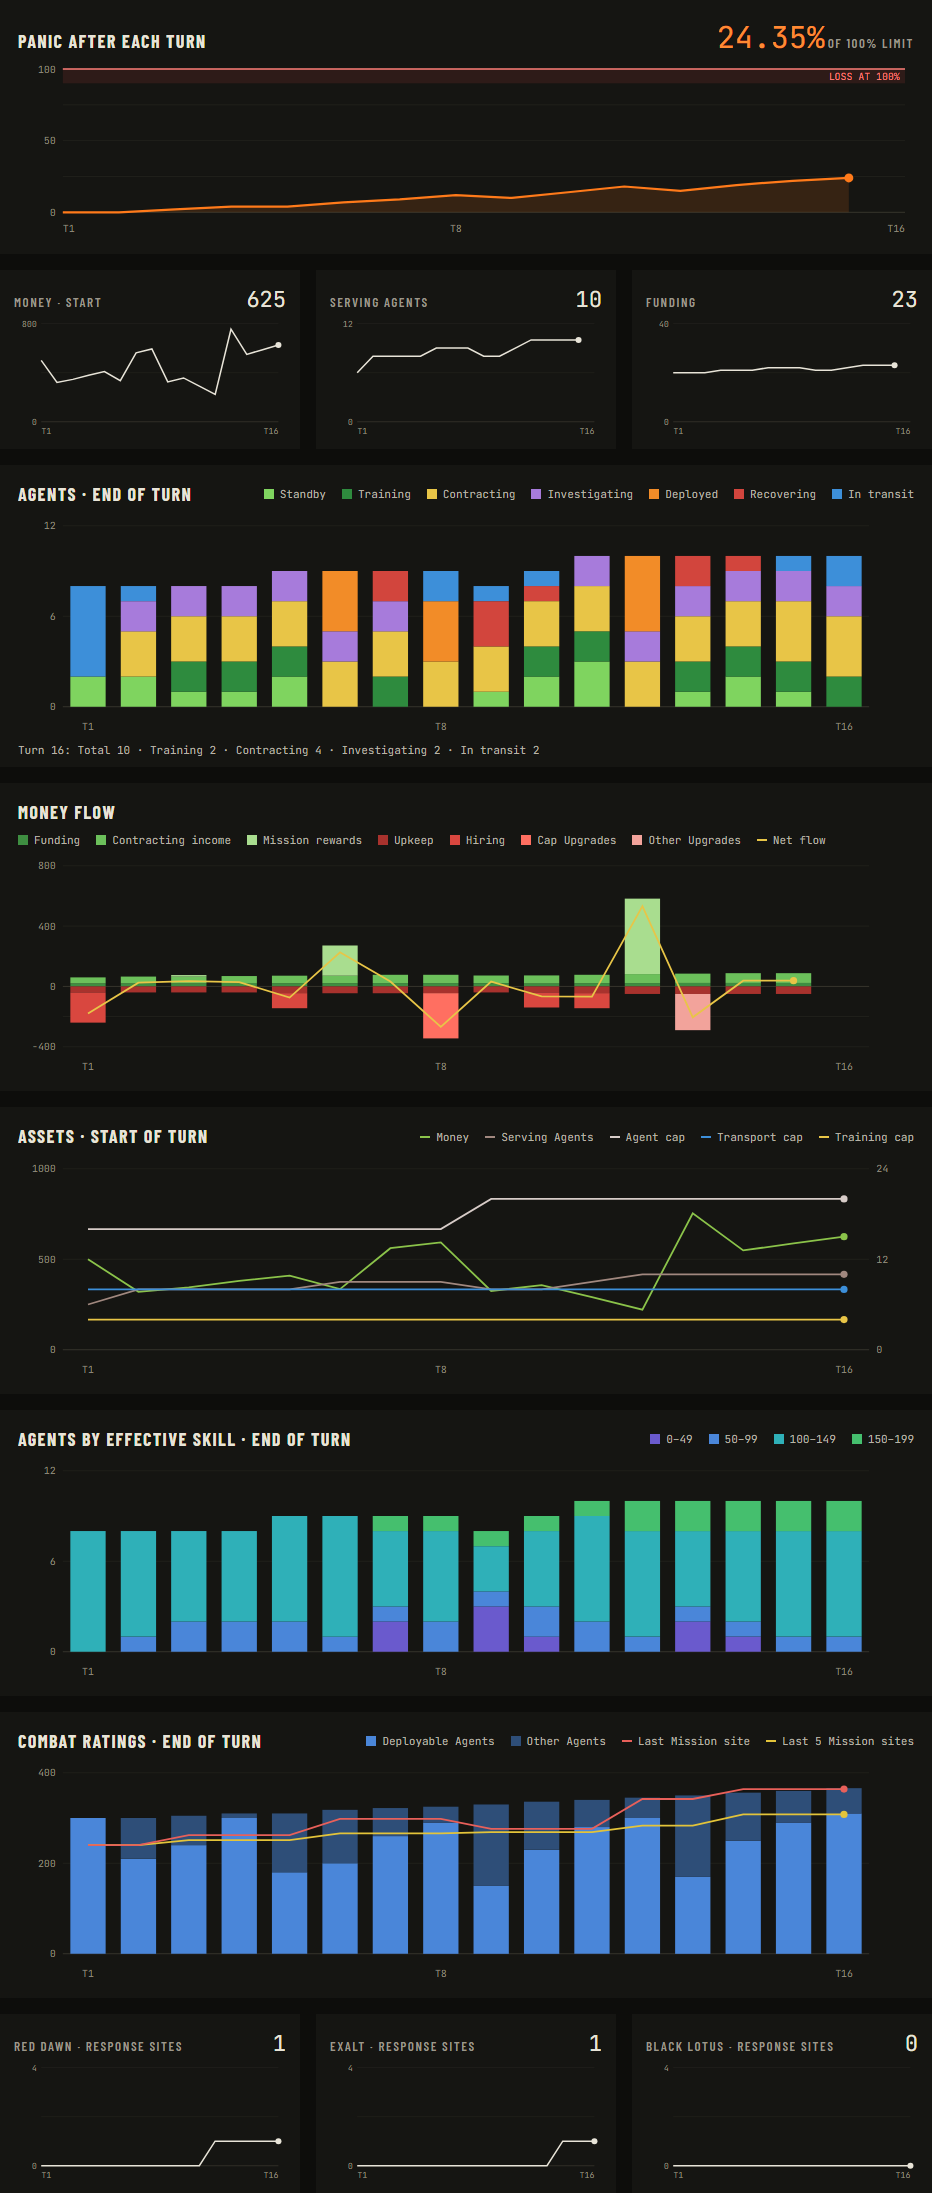 PANIC AFTER EACH TURN
24.35% OF 100% LIMIT
100
LOSS AT 100%
50
0
T1 T8 T16
MONEY · START 625
800
0
T1 T16
SERVING AGENTS 10
12
0
T1 T16
FUNDING 23
40
0
T1 T16
AGENTS · END OF TURN
Standby Training Contracting Investigating Deployed Recovering In transit
12
6
0
T1 T8 T16
Turn 16: Total 10 · Training 2 · Contracting 4 · Investigating 2 · In transit 2
MONEY FLOW
Funding Contracting income Mission rewards Upkeep Hiring Cap Upgrades Other Upgrades Net flow
800
400
0
-400
T1 T8 T16
ASSETS · START OF TURN
Money Serving Agents Agent cap Transport cap Training cap
1000 24
500 12
0 0
T1 T8 T16
AGENTS BY EFFECTIVE SKILL · END OF TURN
0–49 50–99 100–149 150–199
12
6
0
T1 T8 T16
COMBAT RATINGS · END OF TURN
Deployable Agents Other Agents Last Mission site Last 5 Mission sites
400
200
0
T1 T8 T16
RED DAWN · RESPONSE SITES 1
4
0
T1 T16
EXALT · RESPONSE SITES 1
4
0
T1 T16
BLACK LOTUS · RESPONSE SITES 0
4
0
T1 T16